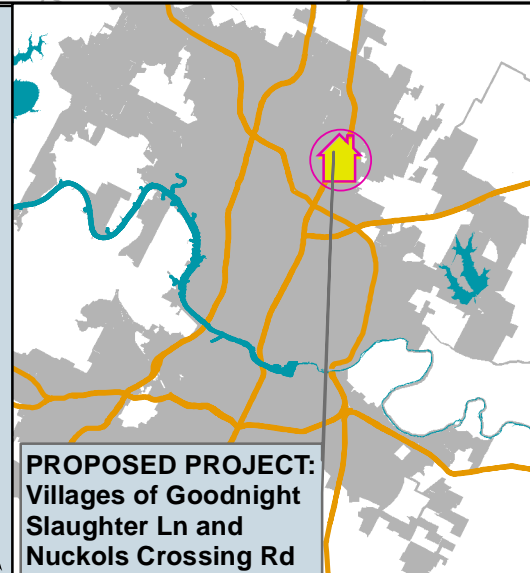 PROPOSED PROJECT:
Villages of Goodnight
Slaughter Ln and
Nuckols Crossing Rd